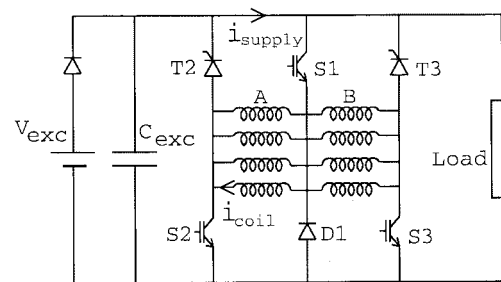 i_supply
T2 S1 T3
A B
V_exc C_exc Load
i_coil
S2 D1 S3